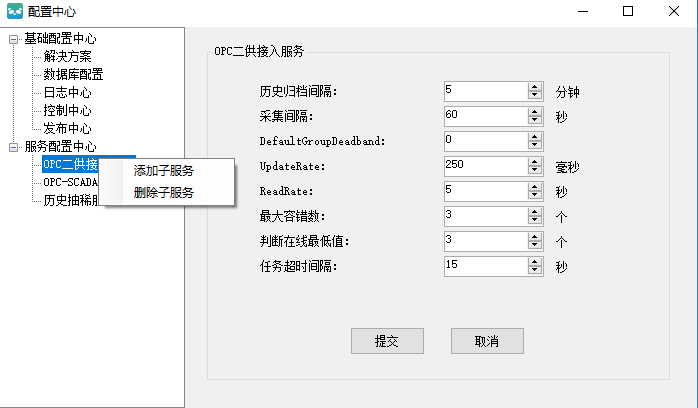 配置中心
基础配置中心
解决方案
数据库配置
日志中心
控制中心
发布中心
服务配置中心
OPC二供接
OPC-SCADA
历史抽稀
添加子服务
删除子服务
OPC二供接入服务
历史归档间隔: 5 分钟
采集间隔: 60 秒
DefaultGroupDeadband: 0
UpdateRate: 250 毫秒
ReadRate: 5 秒
最大容错数: 3 个
判断在线最低值: 3 个
任务超时间隔: 15 秒
提交 取消